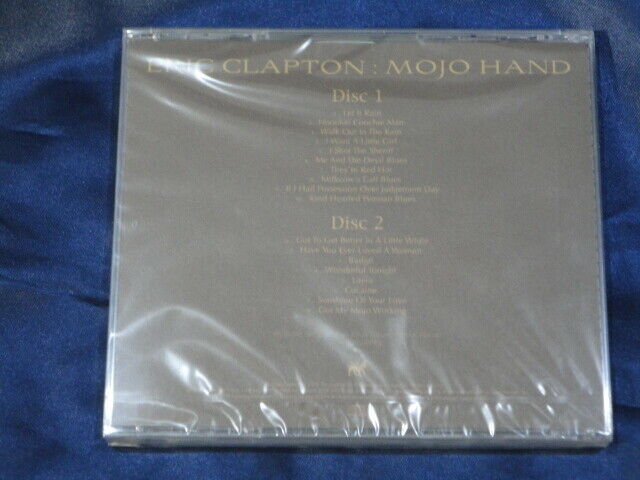 ERIC CLAPTON : MOJO HAND
Disc 1
Let It Rain
Hoochie Coochie Man
Walk Out In The Rain
I Want A Little Girl
I Shot The Sheriff
Me And The Devil Blues
They're Red Hot
Milkcow's Calf Blues
If I Had Possession Over Judgement Day
Kind Hearted Woman Blues
Disc 2
Got To Get Better In A Little While
Have You Ever Loved A Woman
Badge
Wonderful Tonight
Layla
Cocaine
Sunshine Of Your Love
Got My Mojo Working